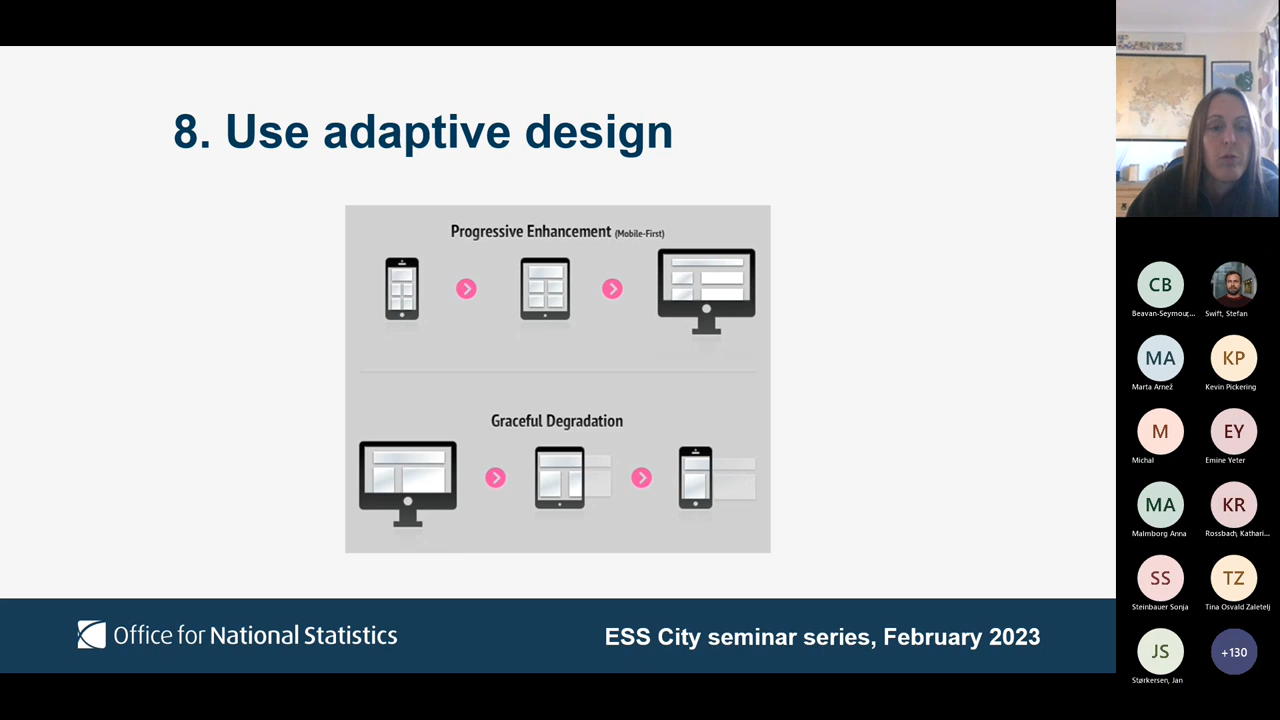 8. Use adaptive design
Progressive Enhancement (Mobile-First)
Graceful Degradation
Office for National Statistics
ESS City seminar series, February 2023
CB
Beavan-Seymour,...
Swift, Stefan
MA
Marta Arnež
KP
Kevin Pickering
M
Michal
EY
Emine Yeter
MA
Malmborg Anna
KR
Rossbach, Kathari...
SS
Steinbauer Sonja
TZ
Tina Osvald Zaletelj
JS
Størkersen, Jan
+130